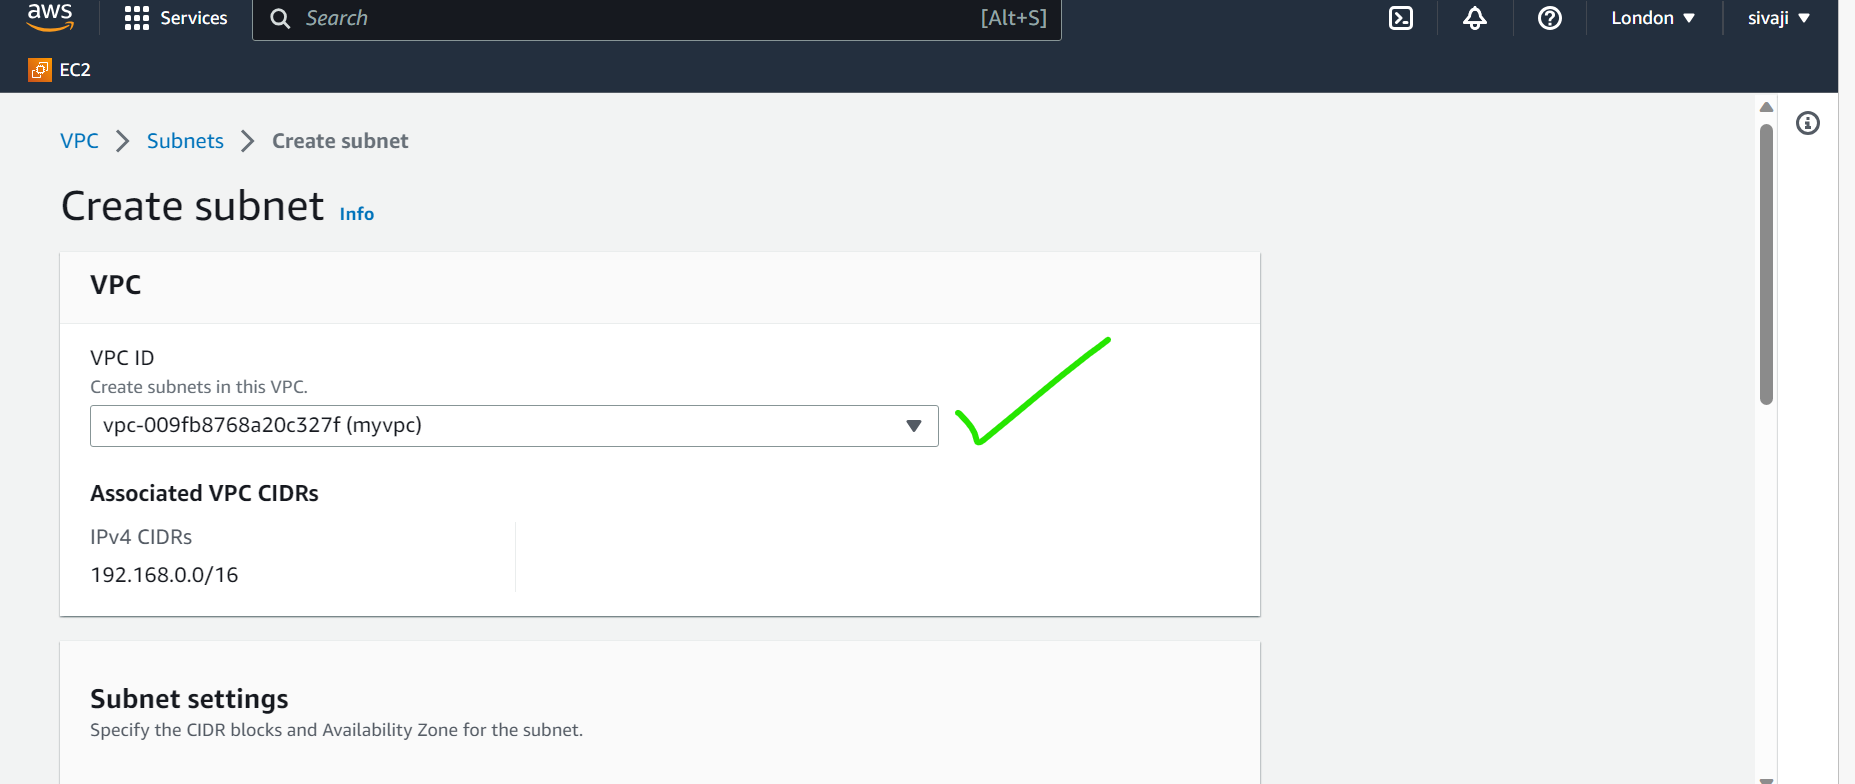 aws Services Search [Alt+S] London sivaji
EC2
VPC Subnets Create subnet
Create subnet Info
VPC
VPC ID
Create subnets in this VPC.
vpc-009fb8768a20c327f (myvpc)
Associated VPC CIDRs
IPv4 CIDRs
192.168.0.0/16
Subnet settings
Specify the CIDR blocks and Availability Zone for the subnet.